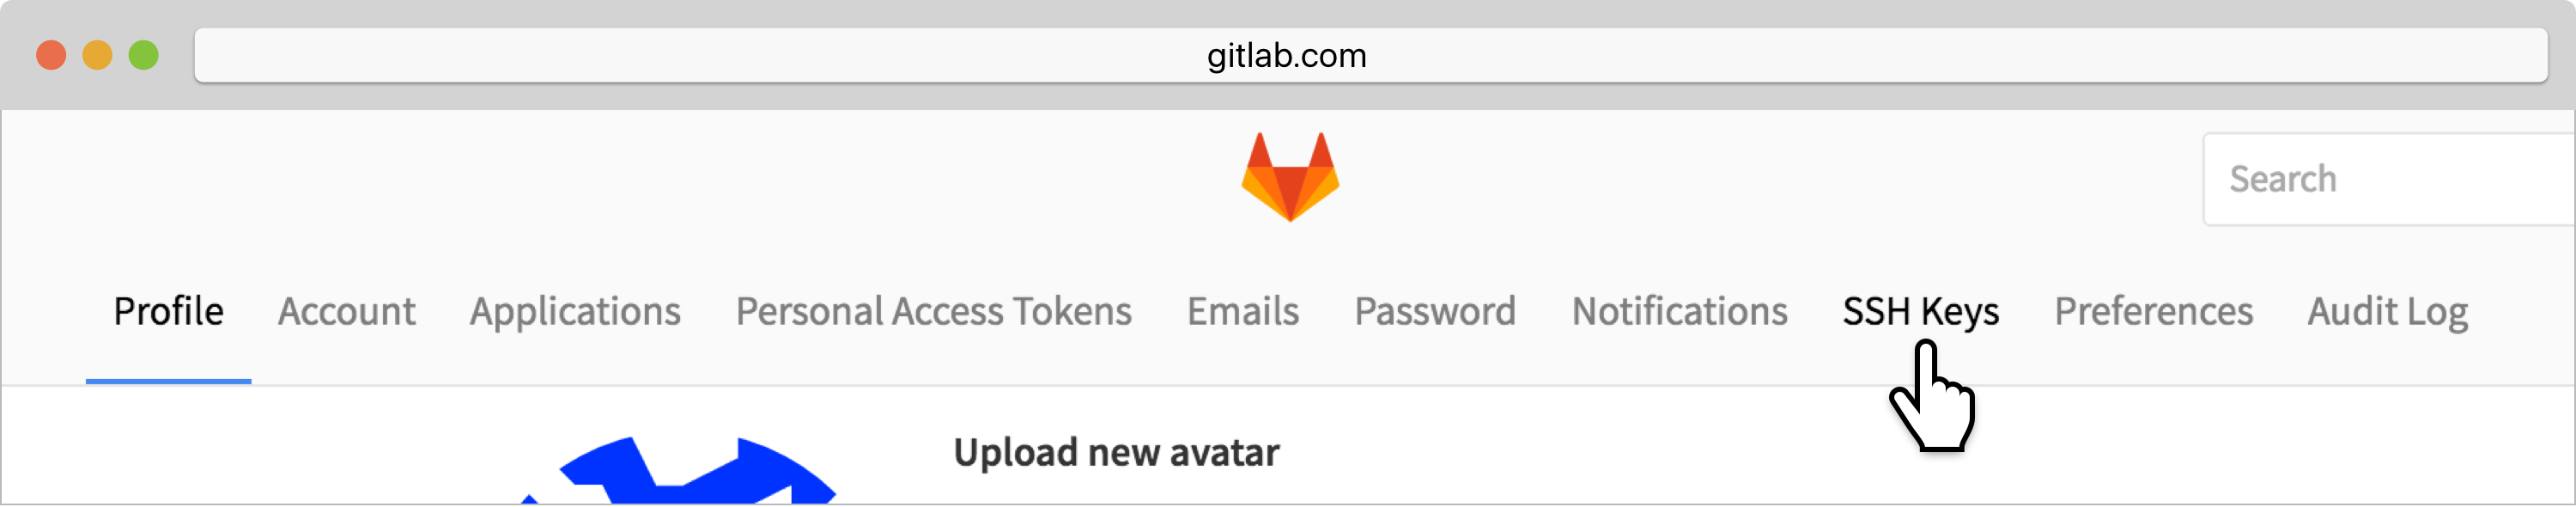 gitlab.com
Search
Profile Account Applications Personal Access Tokens Emails Password Notifications SSH Keys Preferences Audit Log
Upload new avatar